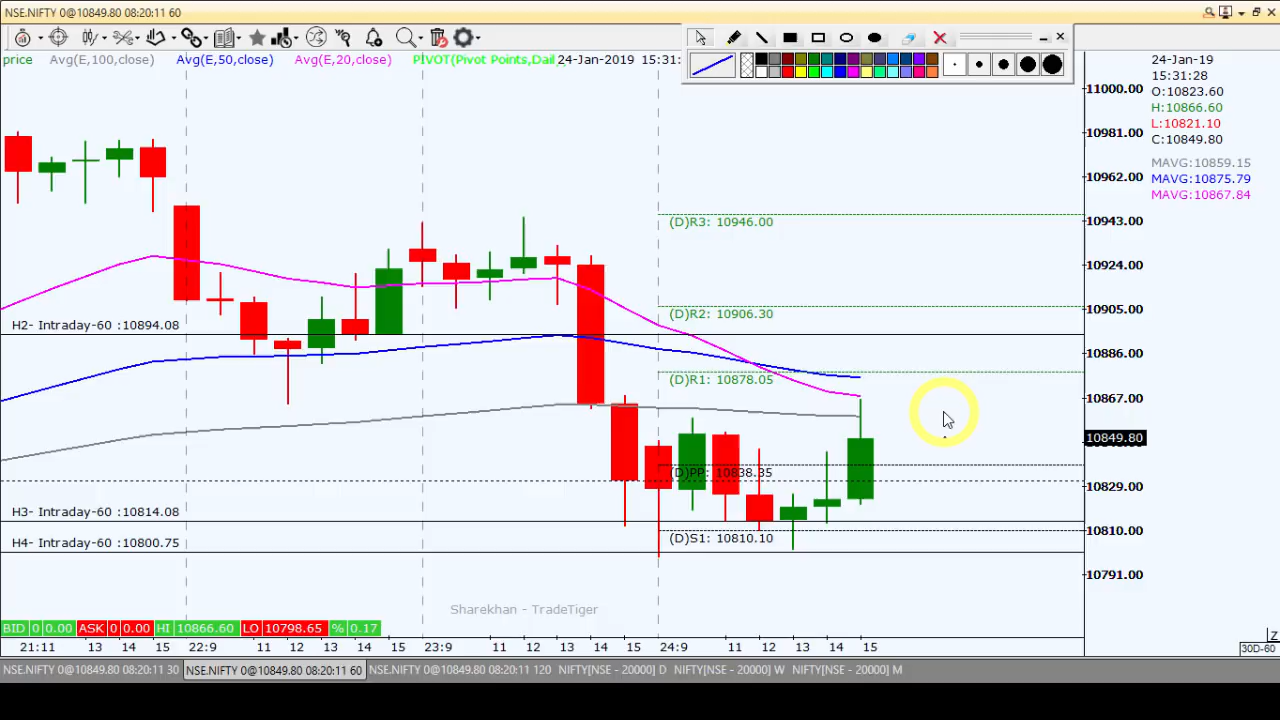 NSE.NIFTY 0@10849.80 08:20:11 60
price Avg(E,100,close) Avg(E,50,close) Avg(E,20,close) PIVOT(Pivot Points,Dail 24-Jan-2019 15:31:
24-Jan-19
15:31:28
O:10823.60
H:10866.60
L:10821.10
C:10849.80
MAVG:10859.15
MAVG:10875.79
MAVG:10867.84
11000.00
10981.00
10962.00
10943.00
10924.00
10905.00
10886.00
10867.00
10849.80
10829.00
10810.00
10791.00
(D)R3: 10946.00
(D)R2: 10906.30
H2- Intraday-60 :10894.08
(D)R1: 10878.05
(D)PP: 10838.35
H3- Intraday-60 :10814.08
(D)S1: 10810.10
H4- Intraday-60 :10800.75
Sharekhan - TradeTiger
BID 0 0.00 ASK 0 0.00 HI 10866.60 LO 10798.65 % 0.17
21:11 13 14 15 22:9 11 12 13 14 15 23:9 11 12 13 14 15 24:9 11 12 13 14 15
Z
30D-60
NSE.NIFTY 0@10849.80 08:20:11 30 NSE.NIFTY 0@10849.80 08:20:11 60 NSE.NIFTY 0@10849.80 08:20:11 120 NIFTY[NSE - 20000] D NIFTY[NSE - 20000] W NIFTY[NSE - 20000] M